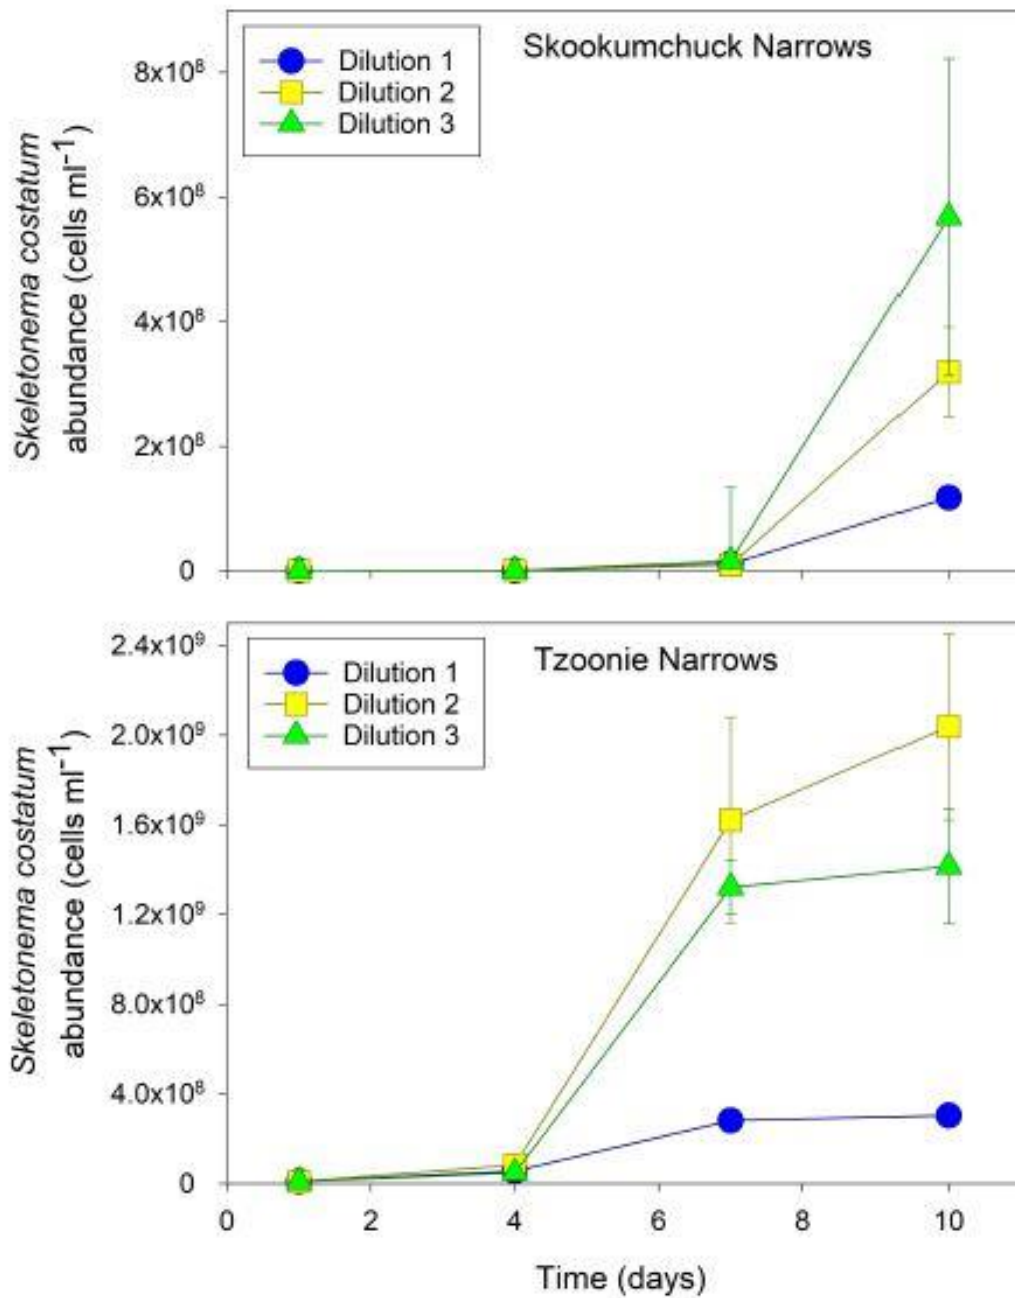 Skookumchuck Narrows
Dilution 1
Dilution 2
Dilution 3
Skeletonema costatum
abundance (cells ml⁻¹)
8x10⁸
6x10⁸
4x10⁸
2x10⁸
0
Tzoonie Narrows
Dilution 1
Dilution 2
Dilution 3
Skeletonema costatum
abundance (cells ml⁻¹)
2.4x10⁹
2.0x10⁹
1.6x10⁹
1.2x10⁹
8.0x10⁸
4.0x10⁸
0
0 2 4 6 8 10
Time (days)